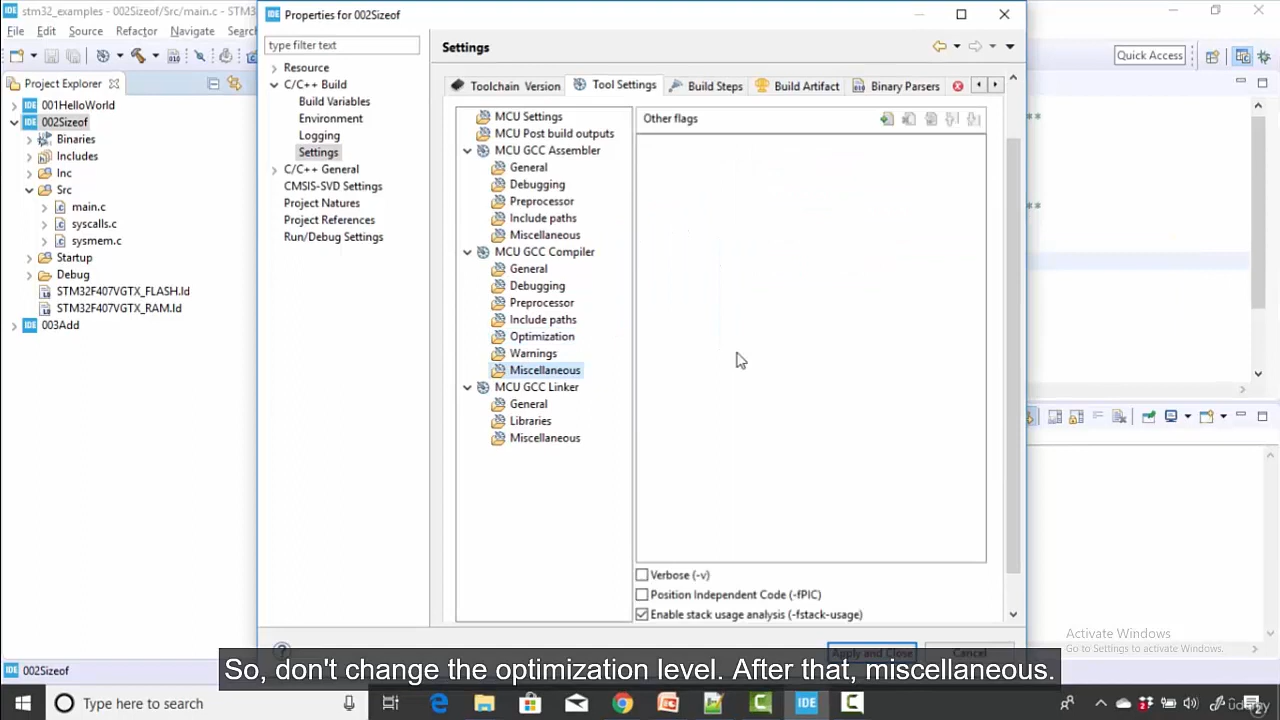 stm32_examples - 002Sizeof/Src/main.c - STM3
File Edit Source Refactor Navigate Searc
Quick Access
Project Explorer
001HelloWorld
002Sizeof
Binaries
Includes
Inc
Src
main.c
syscalls.c
sysmem.c
Startup
Debug
STM32F407VGTX_FLASH.ld
STM32F407VGTX_RAM.ld
003Add
Properties for 002Sizeof
type filter text
Resource
C/C++ Build
Build Variables
Environment
Logging
Settings
C/C++ General
CMSIS-SVD Settings
Project Natures
Project References
Run/Debug Settings
Settings
Toolchain Version Tool Settings Build Steps Build Artifact Binary Parsers
MCU Settings
MCU Post build outputs
MCU GCC Assembler
General
Debugging
Preprocessor
Include paths
Miscellaneous
MCU GCC Compiler
General
Debugging
Preprocessor
Include paths
Optimization
Warnings
Miscellaneous
MCU GCC Linker
General
Libraries
Miscellaneous
Other flags
Verbose (-v)
Position Independent Code (-fPIC)
Enable stack usage analysis (-fstack-usage)
Apply and Close Cancel
**
**
Activate Windows
Go to Settings to activate Windows.
002Sizeof
So, don't change the optimization level. After that, miscellaneous.
Type here to search
IDE
Udemy